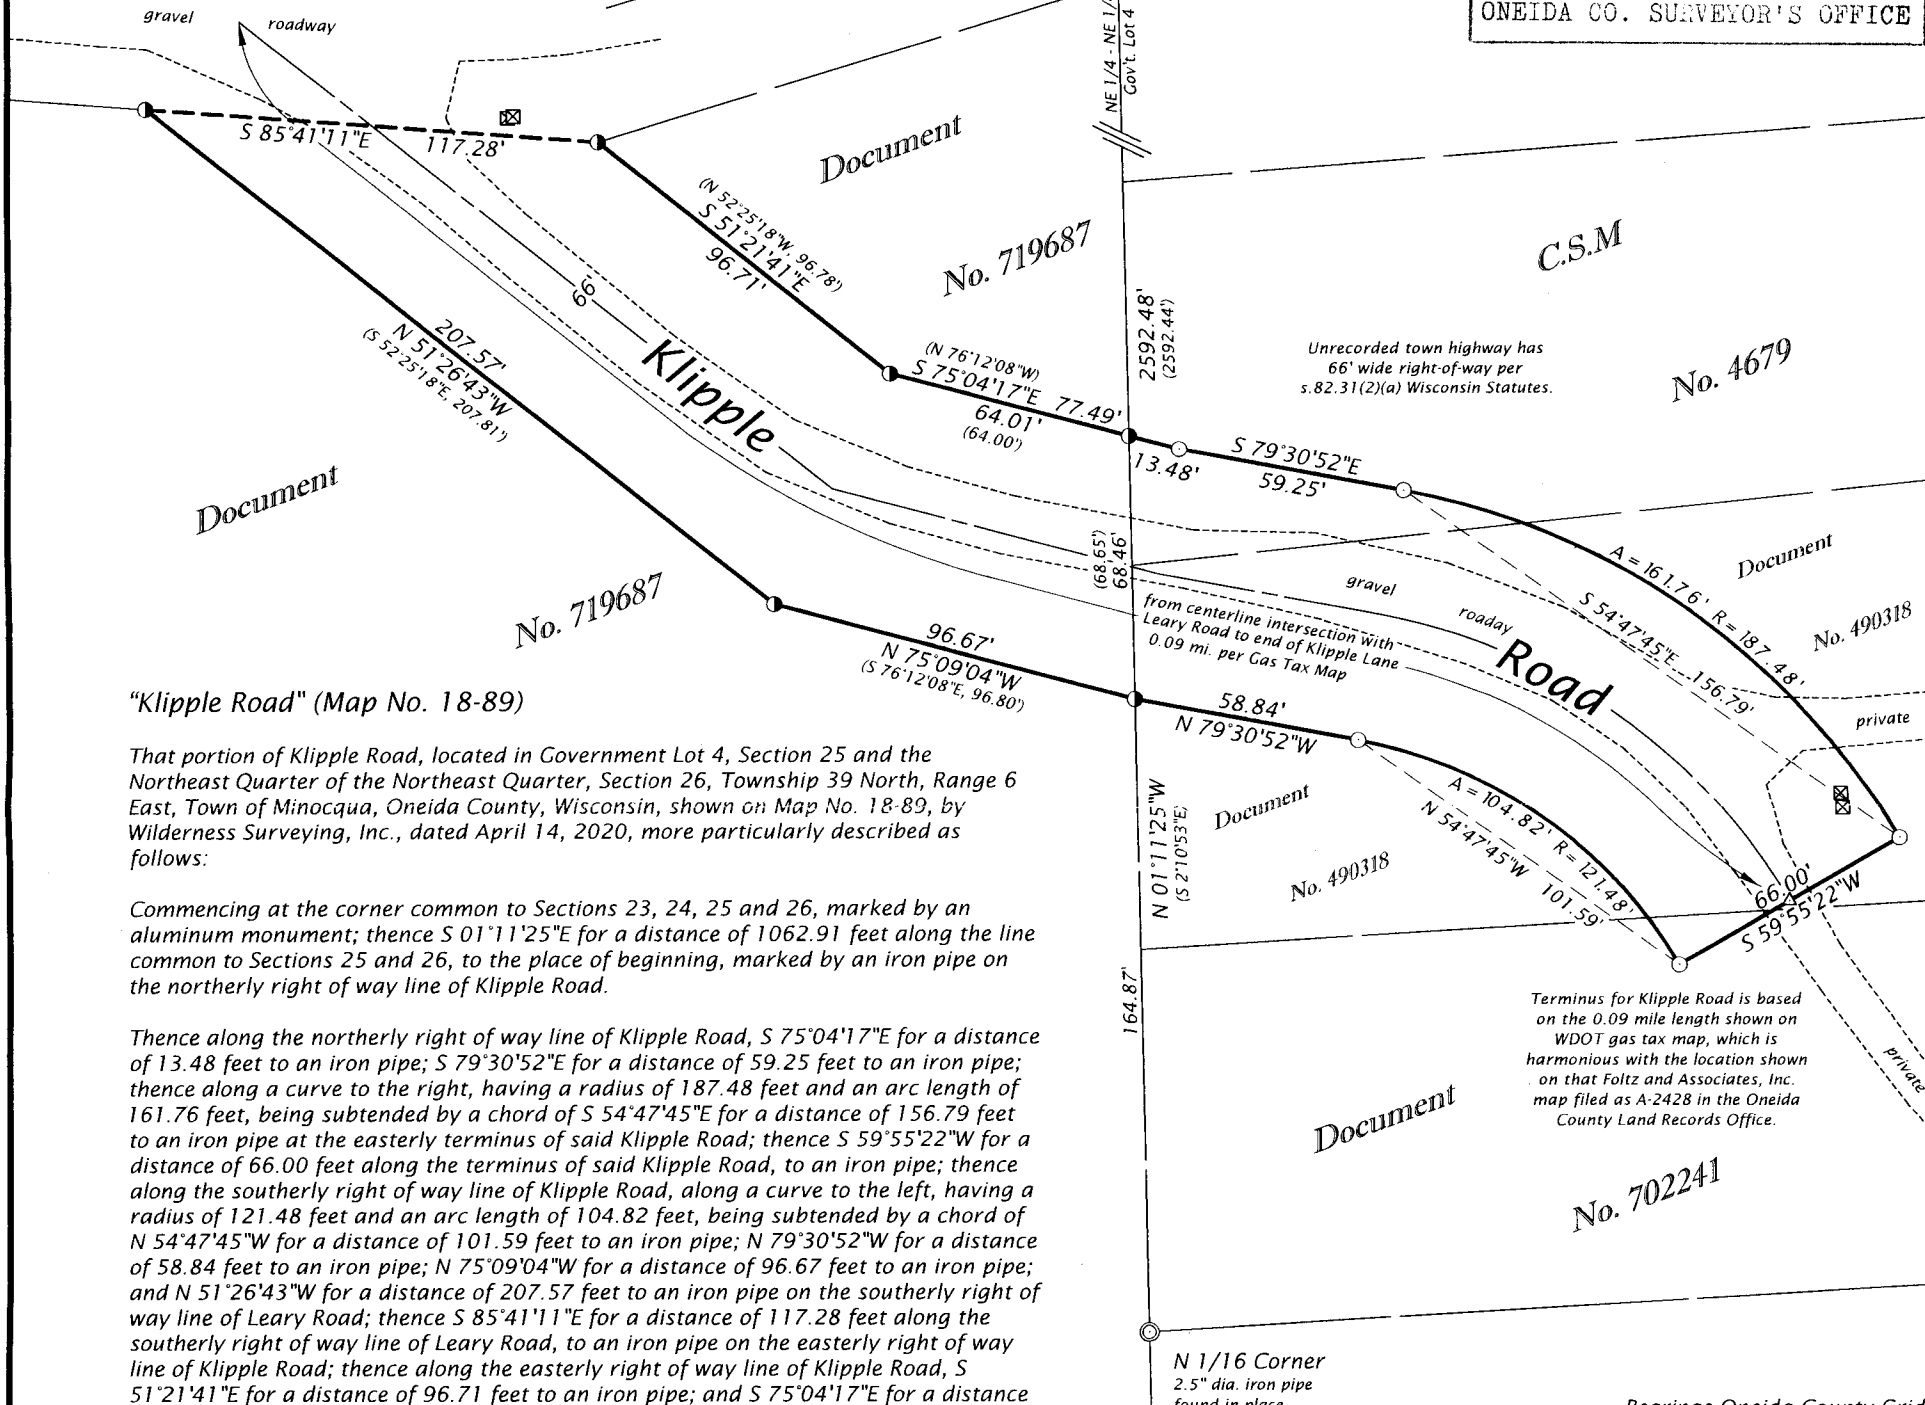 ONEIDA CO. SURVEYOR'S OFFICE
gravel
roadway
NE 1/4 - NE 1/
Gov't. Lot 4
S 85°41'11"E
117.28'
Document
No. 719687
(N 52°25'18"W, 96.78')
S 51°21'41"E
96.71'
C.S.M
No. 4679
66'
Klipple
207.57'
N 51°26'43"W
(S 52°25'18"E, 207.81')
2592.48'
(2592.44')
Unrecorded town highway has
66' wide right-of-way per
s.82.31(2)(a) Wisconsin Statutes.
(N 76°12'08"W)
S 75°04'17"E 77.49'
64.01'
(64.00')
13.48'
S 79°30'52"E
59.25'
Document
No. 719687
(68.65')
68.46'
gravel
roaday
Road
A = 161.76' R = 187.48'
S 54°47'45"E 156.79'
Document
No. 490318
from centerline intersection with
Leary Road to end of Klipple Lane
0.09 mi. per Gas Tax Map
96.67'
N 75°09'04"W
(S 76°12'08"E, 96.80')
58.84'
N 79°30'52"W
private
A = 104.82' R = 121.48'
N 54°47'45"W 101.59'
Document
No. 490318
N 01°11'25"W
(S 2°10'53"E)
66.00'
S 59°55'22"W
164.87'
"Klipple Road" (Map No. 18-89)
That portion of Klipple Road, located in Government Lot 4, Section 25 and the
Northeast Quarter of the Northeast Quarter, Section 26, Township 39 North, Range 6
East, Town of Minocqua, Oneida County, Wisconsin, shown on Map No. 18-89, by
Wilderness Surveying, Inc., dated April 14, 2020, more particularly described as
follows:
Commencing at the corner common to Sections 23, 24, 25 and 26, marked by an
aluminum monument; thence S 01°11'25"E for a distance of 1062.91 feet along the line
common to Sections 25 and 26, to the place of beginning, marked by an iron pipe on
the northerly right of way line of Klipple Road.
Thence along the northerly right of way line of Klipple Road, S 75°04'17"E for a distance
of 13.48 feet to an iron pipe; S 79°30'52"E for a distance of 59.25 feet to an iron pipe;
thence along a curve to the right, having a radius of 187.48 feet and an arc length of
161.76 feet, being subtended by a chord of S 54°47'45"E for a distance of 156.79 feet
to an iron pipe at the easterly terminus of said Klipple Road; thence S 59°55'22"W for a
distance of 66.00 feet along the terminus of said Klipple Road, to an iron pipe; thence
along the southerly right of way line of Klipple Road, along a curve to the left, having a
radius of 121.48 feet and an arc length of 104.82 feet, being subtended by a chord of
N 54°47'45"W for a distance of 101.59 feet to an iron pipe; N 79°30'52"W for a distance
of 58.84 feet to an iron pipe; N 75°09'04"W for a distance of 96.67 feet to an iron pipe;
and N 51°26'43"W for a distance of 207.57 feet to an iron pipe on the southerly right of
way line of Leary Road; thence S 85°41'11"E for a distance of 117.28 feet along the
southerly right of way line of Leary Road, to an iron pipe on the easterly right of way
line of Klipple Road; thence along the easterly right of way line of Klipple Road, S
51°21'41"E for a distance of 96.71 feet to an iron pipe; and S 75°04'17"E for a distance
Terminus for Klipple Road is based
on the 0.09 mile length shown on
WDOT gas tax map, which is
harmonious with the location shown
on that Foltz and Associates, Inc.
map filed as A-2428 in the Oneida
County Land Records Office.
private
Document
No. 702241
N 1/16 Corner
2.5" dia. iron pipe
found in place
Bearings Oneida County Grid